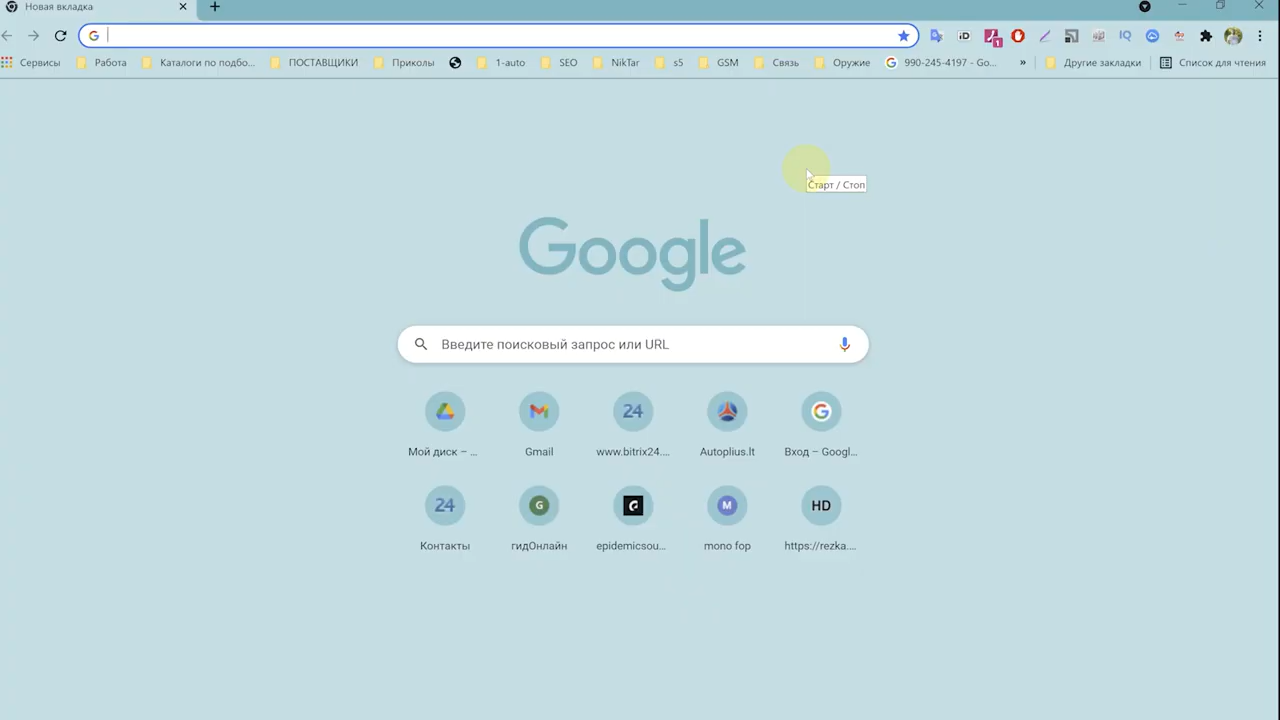 Новая вкладка
Сервисы Работа Каталоги по подбо... ПОСТАВЩИКИ Приколы 1-auto SEO NikTar s5 GSM Связь Оружие 990-245-4197 - Go... » Другие закладки Список для чтения
Старт / Стоп
Google
Введите поисковый запрос или URL
24
Мой диск – ... Gmail www.bitrix24.... Autoplius.lt Вход – Googl...
24 G G M HD
Контакты гидОнлайн epidemicsou... mono fop https://rezka....